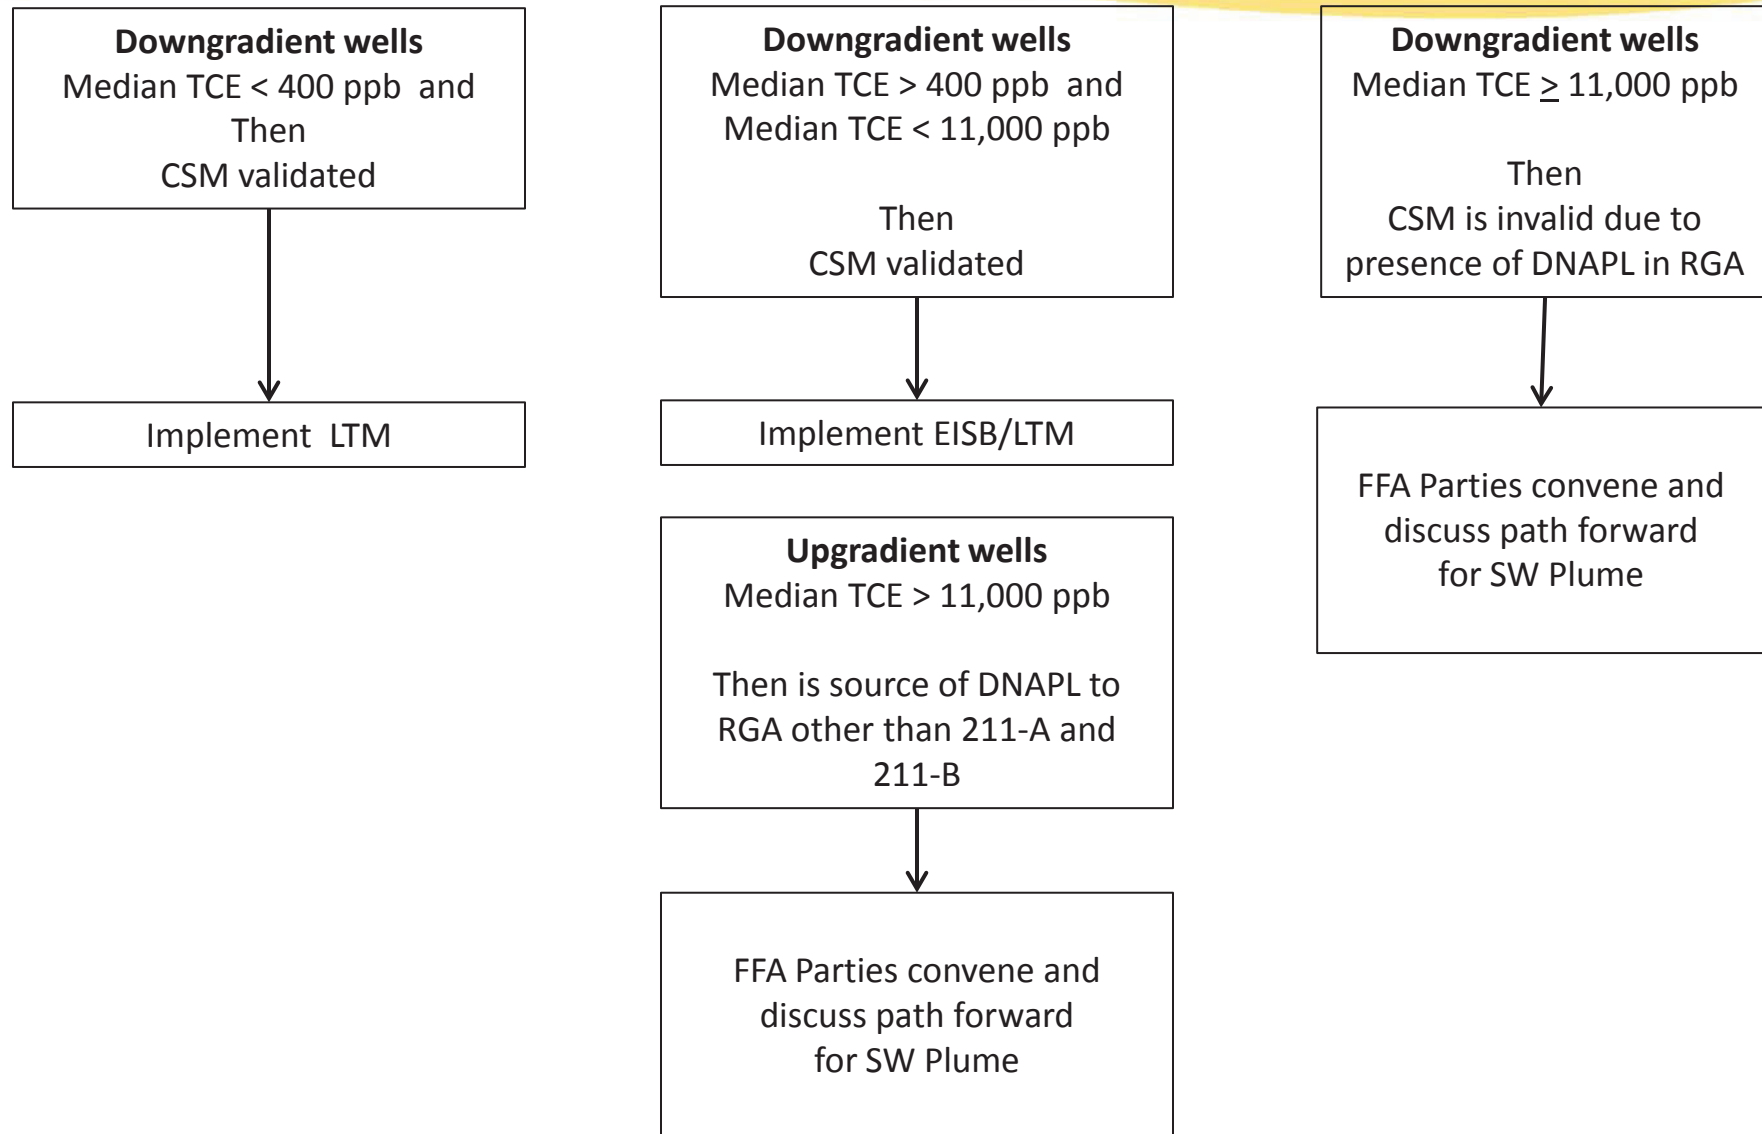 Downgradient wells
Median TCE < 400 ppb and
Then
CSM validated
Implement LTM
Downgradient wells
Median TCE > 400 ppb and
Median TCE < 11,000 ppb
Then
CSM validated
Implement EISB/LTM
Upgradient wells
Median TCE > 11,000 ppb
Then is source of DNAPL to
RGA other than 211-A and
211-B
FFA Parties convene and
discuss path forward
for SW Plume
Downgradient wells
Median TCE ≥ 11,000 ppb
Then
CSM is invalid due to
presence of DNAPL in RGA
FFA Parties convene and
discuss path forward
for SW Plume